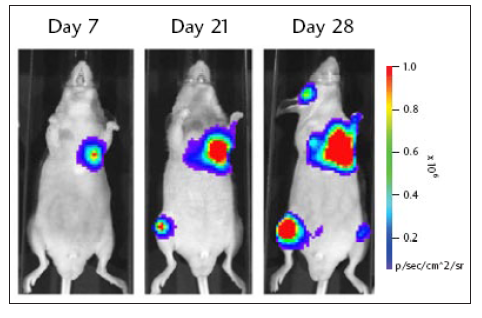 Day 7
Day 21
Day 28
1.0
0.8
0.6
0.4
0.2
x 10⁶
p/sec/cm^2/sr